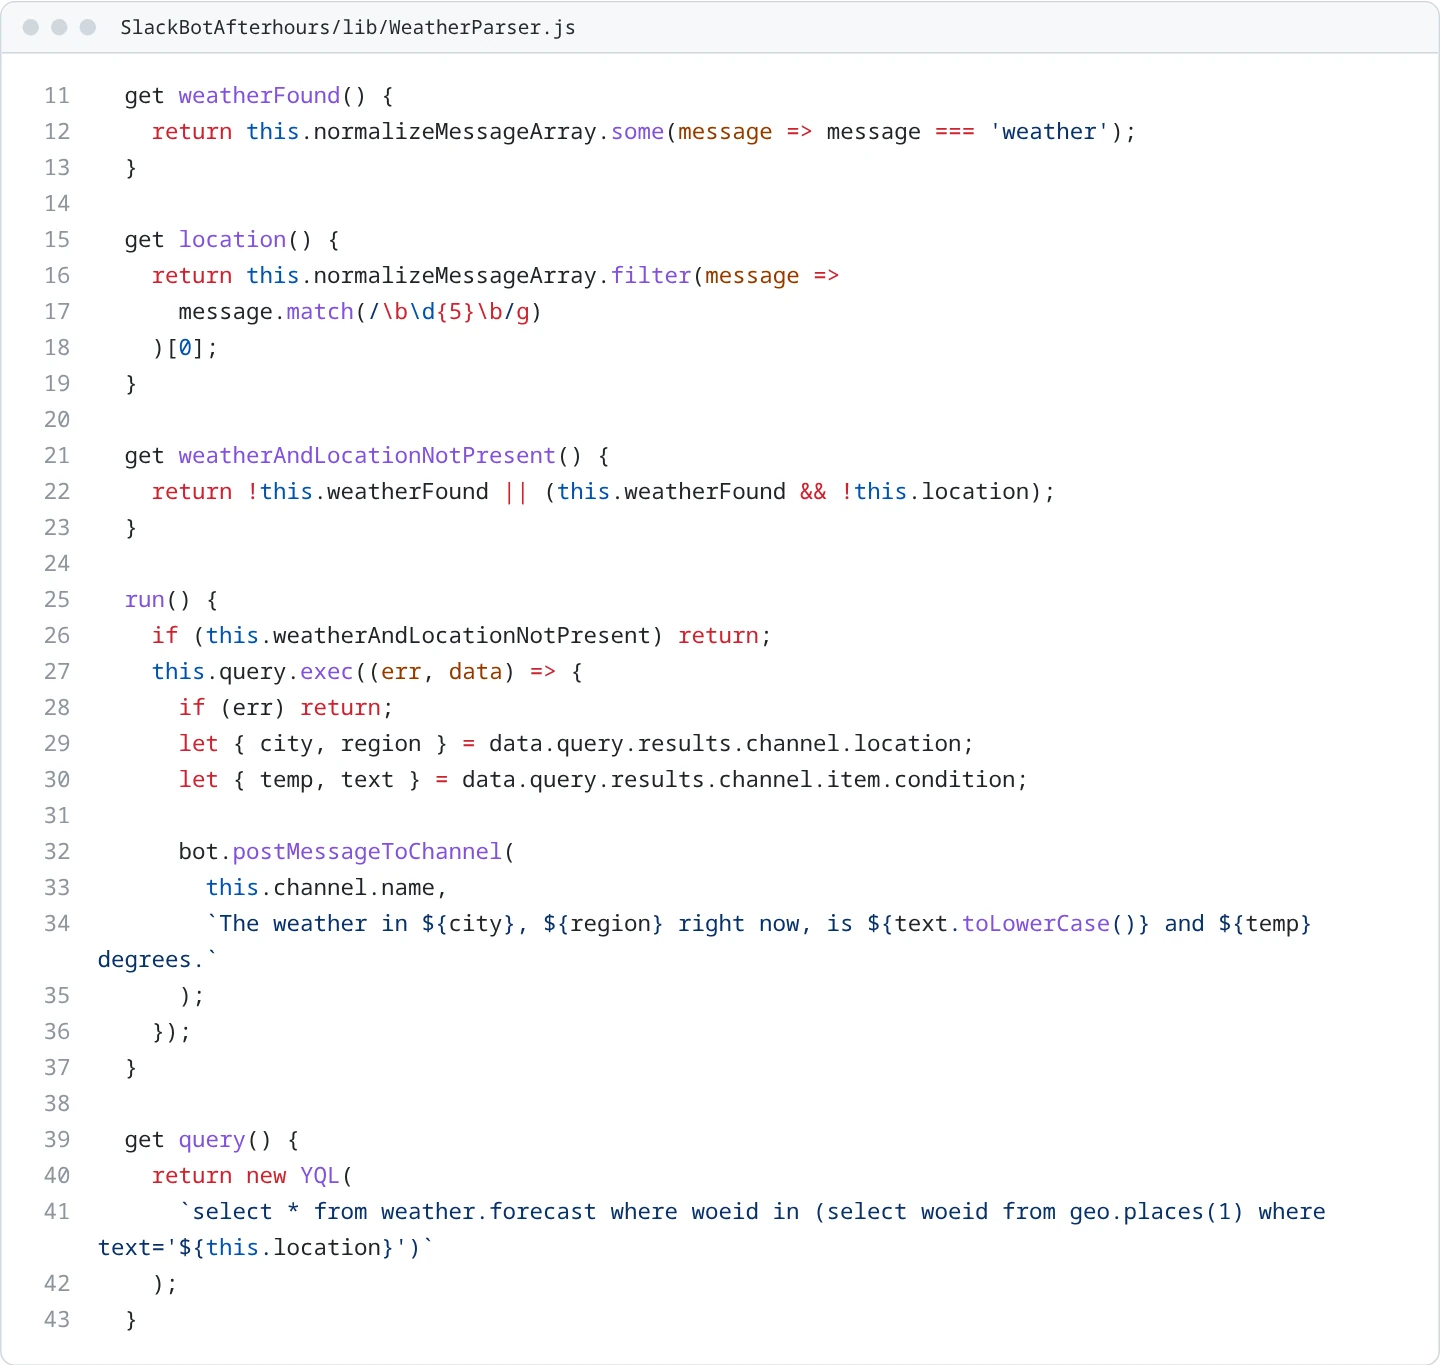 SlackBotAfterhours/lib/WeatherParser.js
11 get weatherFound() {
12 return this.normalizeMessageArray.some(message => message === 'weather');
13 }
14
15 get location() {
16 return this.normalizeMessageArray.filter(message =>
17 message.match(/\b\d{5}\b/g)
18 )[0];
19 }
20
21 get weatherAndLocationNotPresent() {
22 return !this.weatherFound || (this.weatherFound && !this.location);
23 }
24
25 run() {
26 if (this.weatherAndLocationNotPresent) return;
27 this.query.exec((err, data) => {
28 if (err) return;
29 let { city, region } = data.query.results.channel.location;
30 let { temp, text } = data.query.results.channel.item.condition;
31
32 bot.postMessageToChannel(
33 this.channel.name,
34 `The weather in ${city}, ${region} right now, is ${text.toLowerCase()} and ${temp}
degrees.`
35 );
36 });
37 }
38
39 get query() {
40 return new YQL(
41 `select * from weather.forecast where woeid in (select woeid from geo.places(1) where
text='${this.location}')`
42 );
43 }